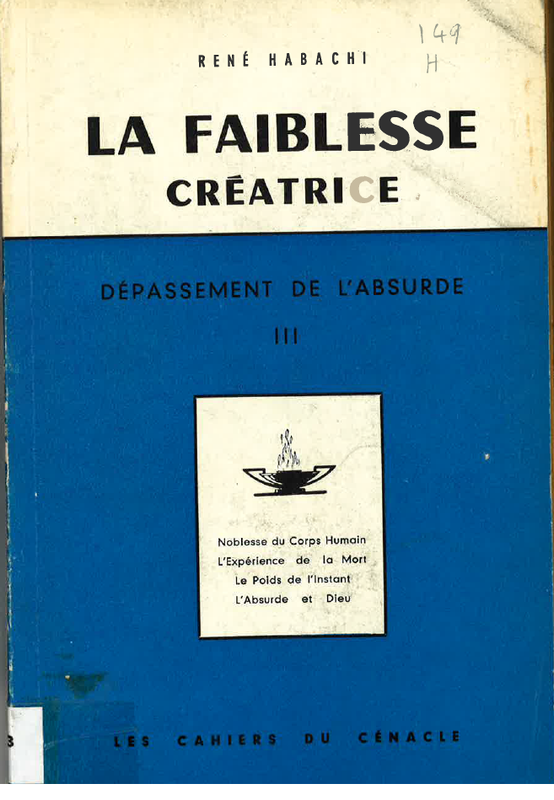 149
H
RENÉ HABACHI
LA FAIBLESSE
CRÉATRICE
DÉPASSEMENT DE L'ABSURDE
III
Noblesse du Corps Humain
L'Expérience de la Mort
Le Poids de l'Instant
L'Absurde et Dieu
3
LES CAHIERS DU CÉNACLE